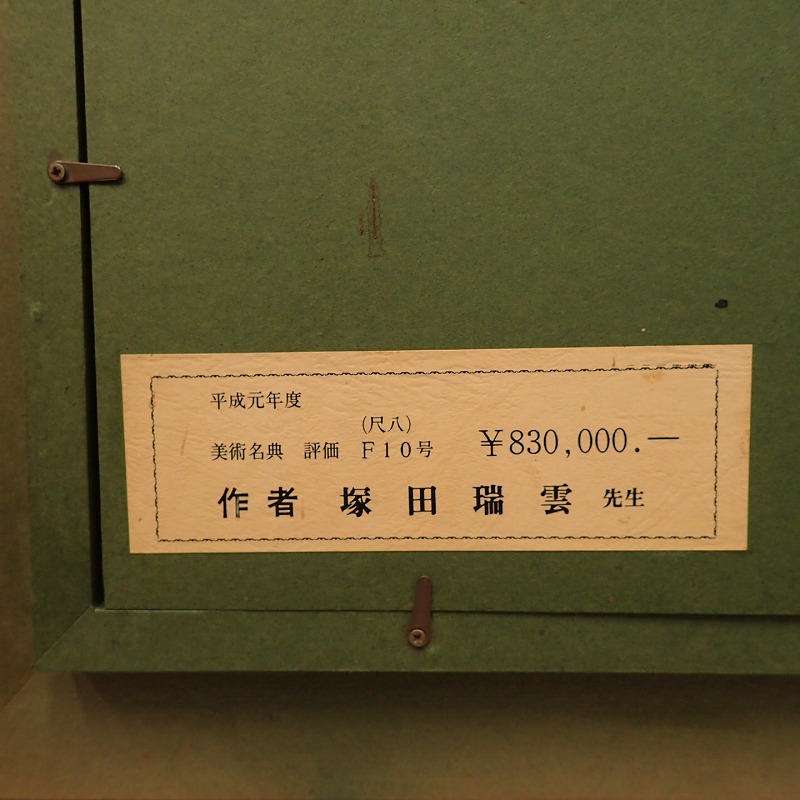 平成元年度
(尺八)
美術名典 評価 F10号 ¥830,000.—
作者 塚田瑞雲 先生